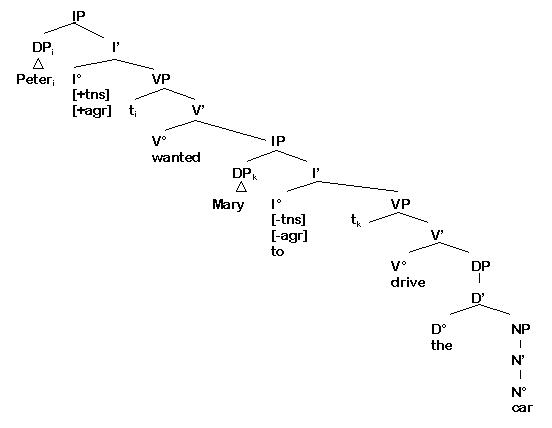 IP
DPi I’
Peteri I° VP
[+tns]
[+agr] ti V’
V° IP
wanted
DPk I’
Mary I° VP
[-tns]
[-agr] tk V’
to
V° DP
drive
D’
D° NP
the
N’
N°
car